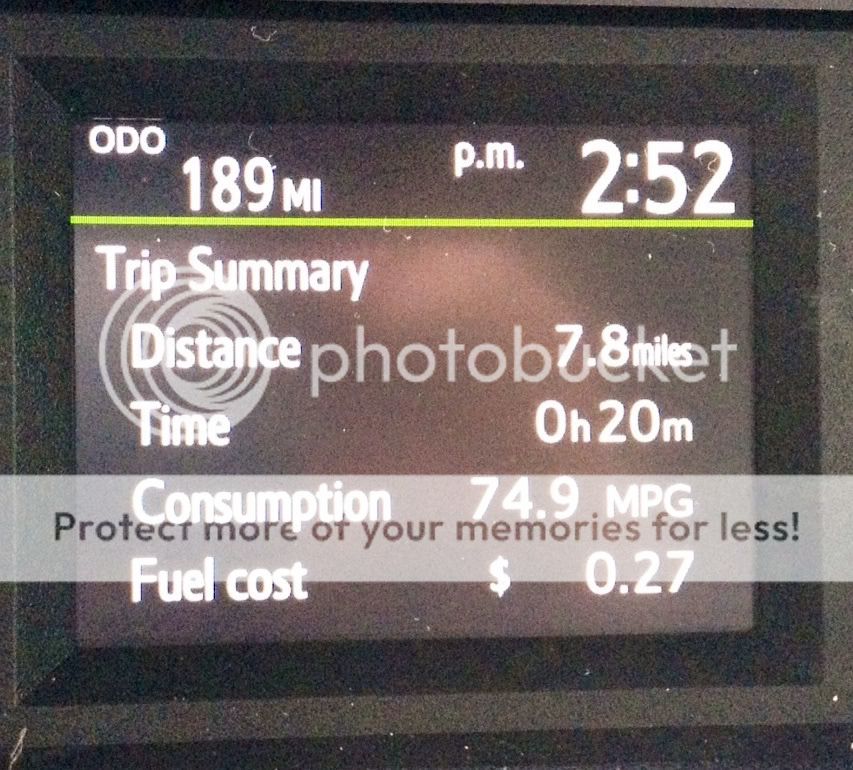 ODO
189 MI p.m. 2:52
Trip Summary
Distance 7.8 miles
photobucket
Time 0h 20m
Consumption 74.9 MPG
Protect more of your memories for less!
Fuel cost $ 0.27